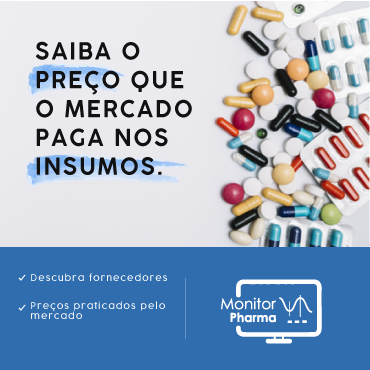 SAIBA O
PREÇO QUE
O MERCADO
PAGA NOS
INSUMOS.
Descubra fornecedores
Preços praticados pelo
mercado
Monitor
Pharma